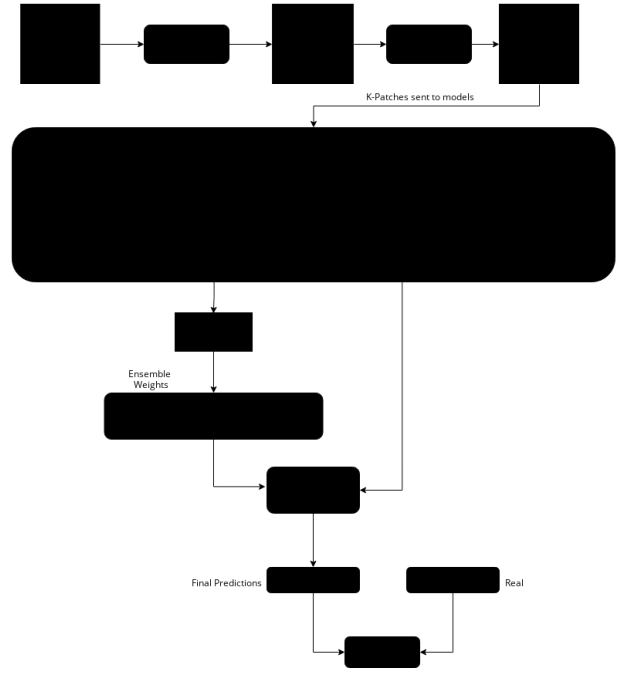 K-Patches sent to models
Ensemble
Weights
Final Predictions
Real